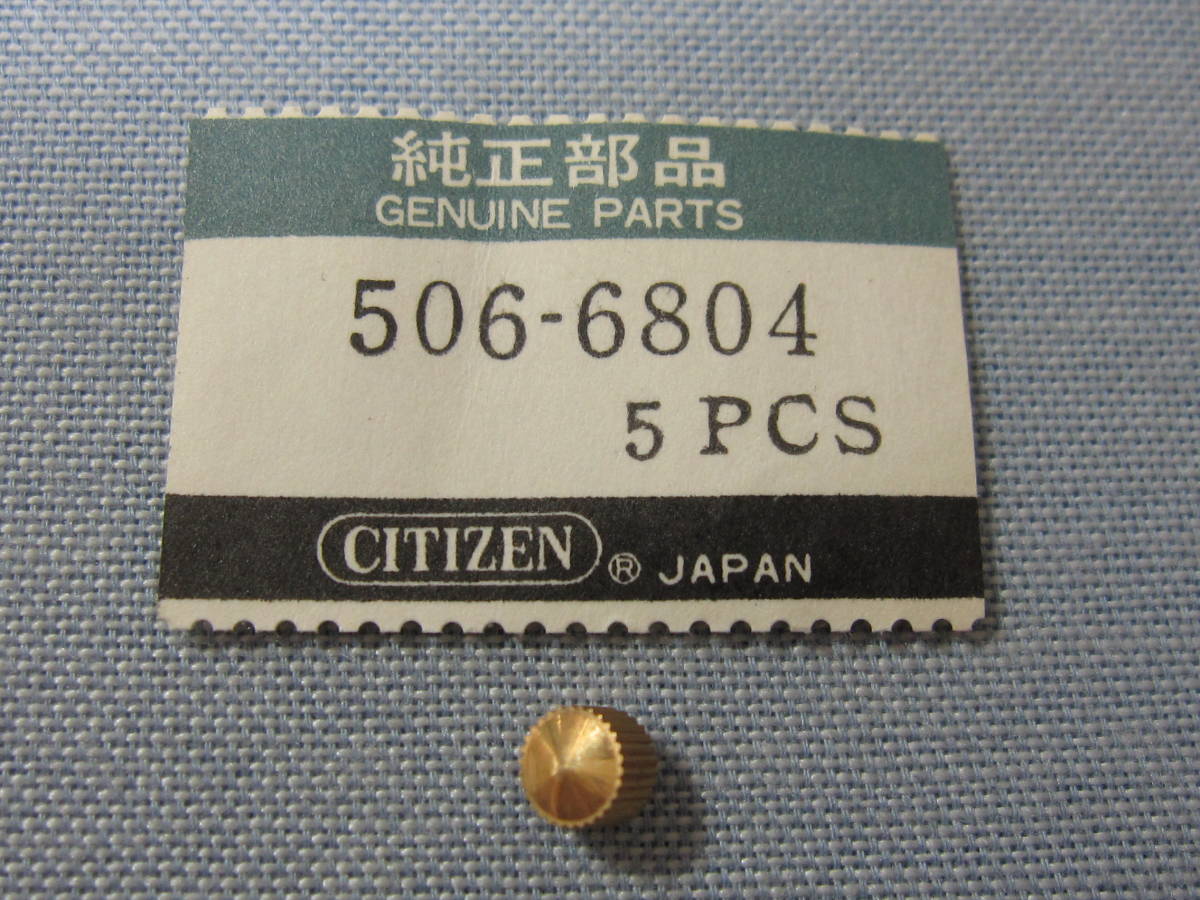 純正部品
GENUINE PARTS
506-6804
5 PCS
CITIZEN ® JAPAN